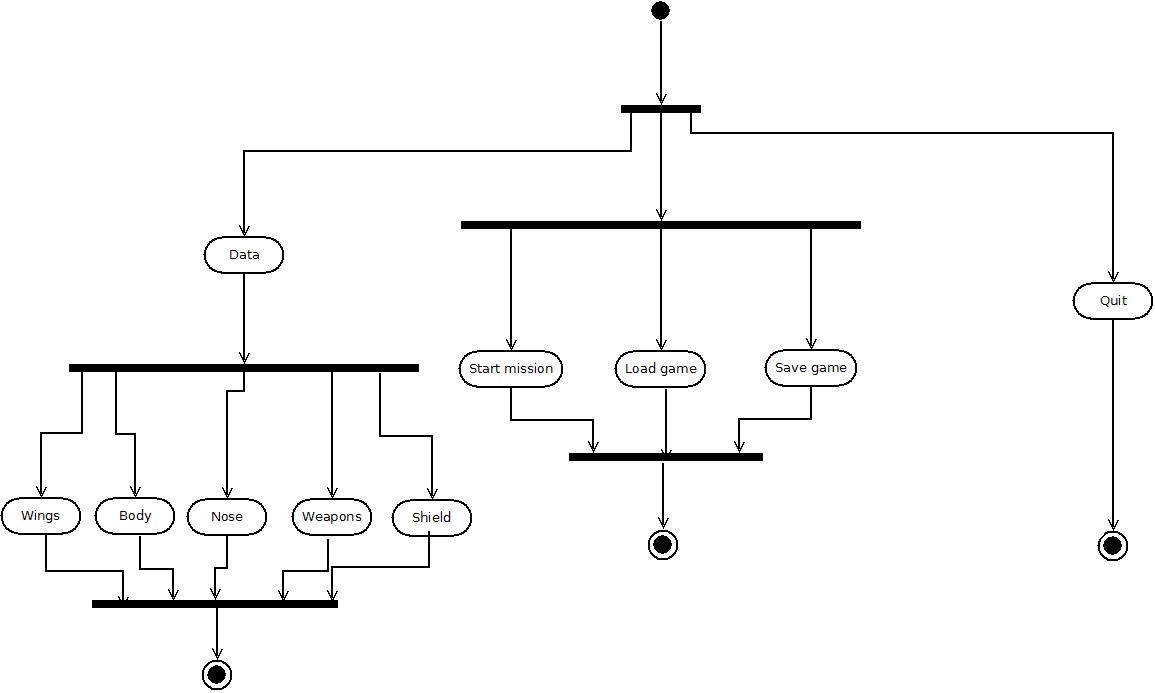 Data
Quit
Start mission
Load game
Save game
Wings
Body
Nose
Weapons
Shield